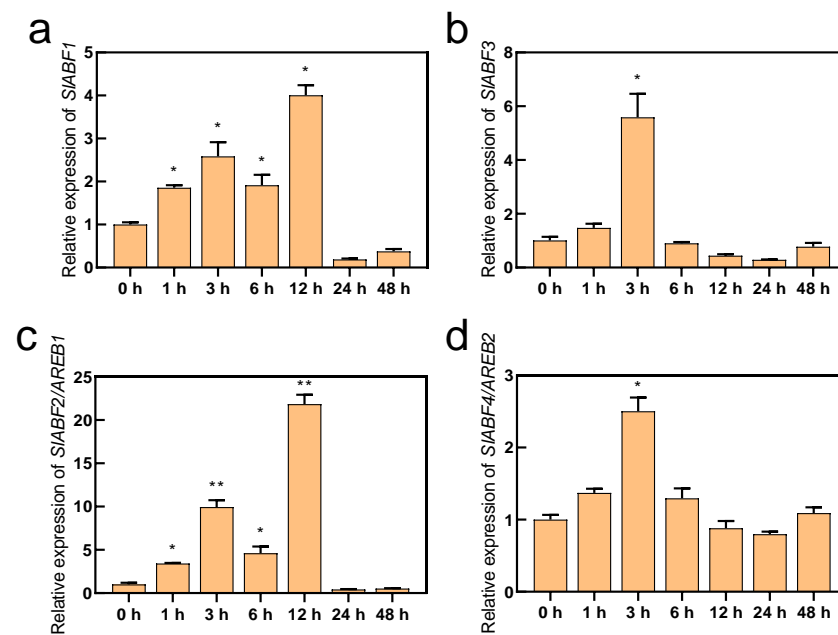 a
Relative expression of SlABF1
5
4
3
2
1
0
*
*
*
*
0 h 1 h 3 h 6 h 12 h 24 h 48 h
b
Relative expression of SlABF3
8
6
4
2
0
*
0 h 1 h 3 h 6 h 12 h 24 h 48 h
c
Relative expression of SlABF2/AREB1
25
20
15
10
5
0
*
**
*
**
0 h 1 h 3 h 6 h 12 h 24 h 48 h
d
Relative expression of SlABF4/AREB2
3
2
1
0
*
0 h 1 h 3 h 6 h 12 h 24 h 48 h